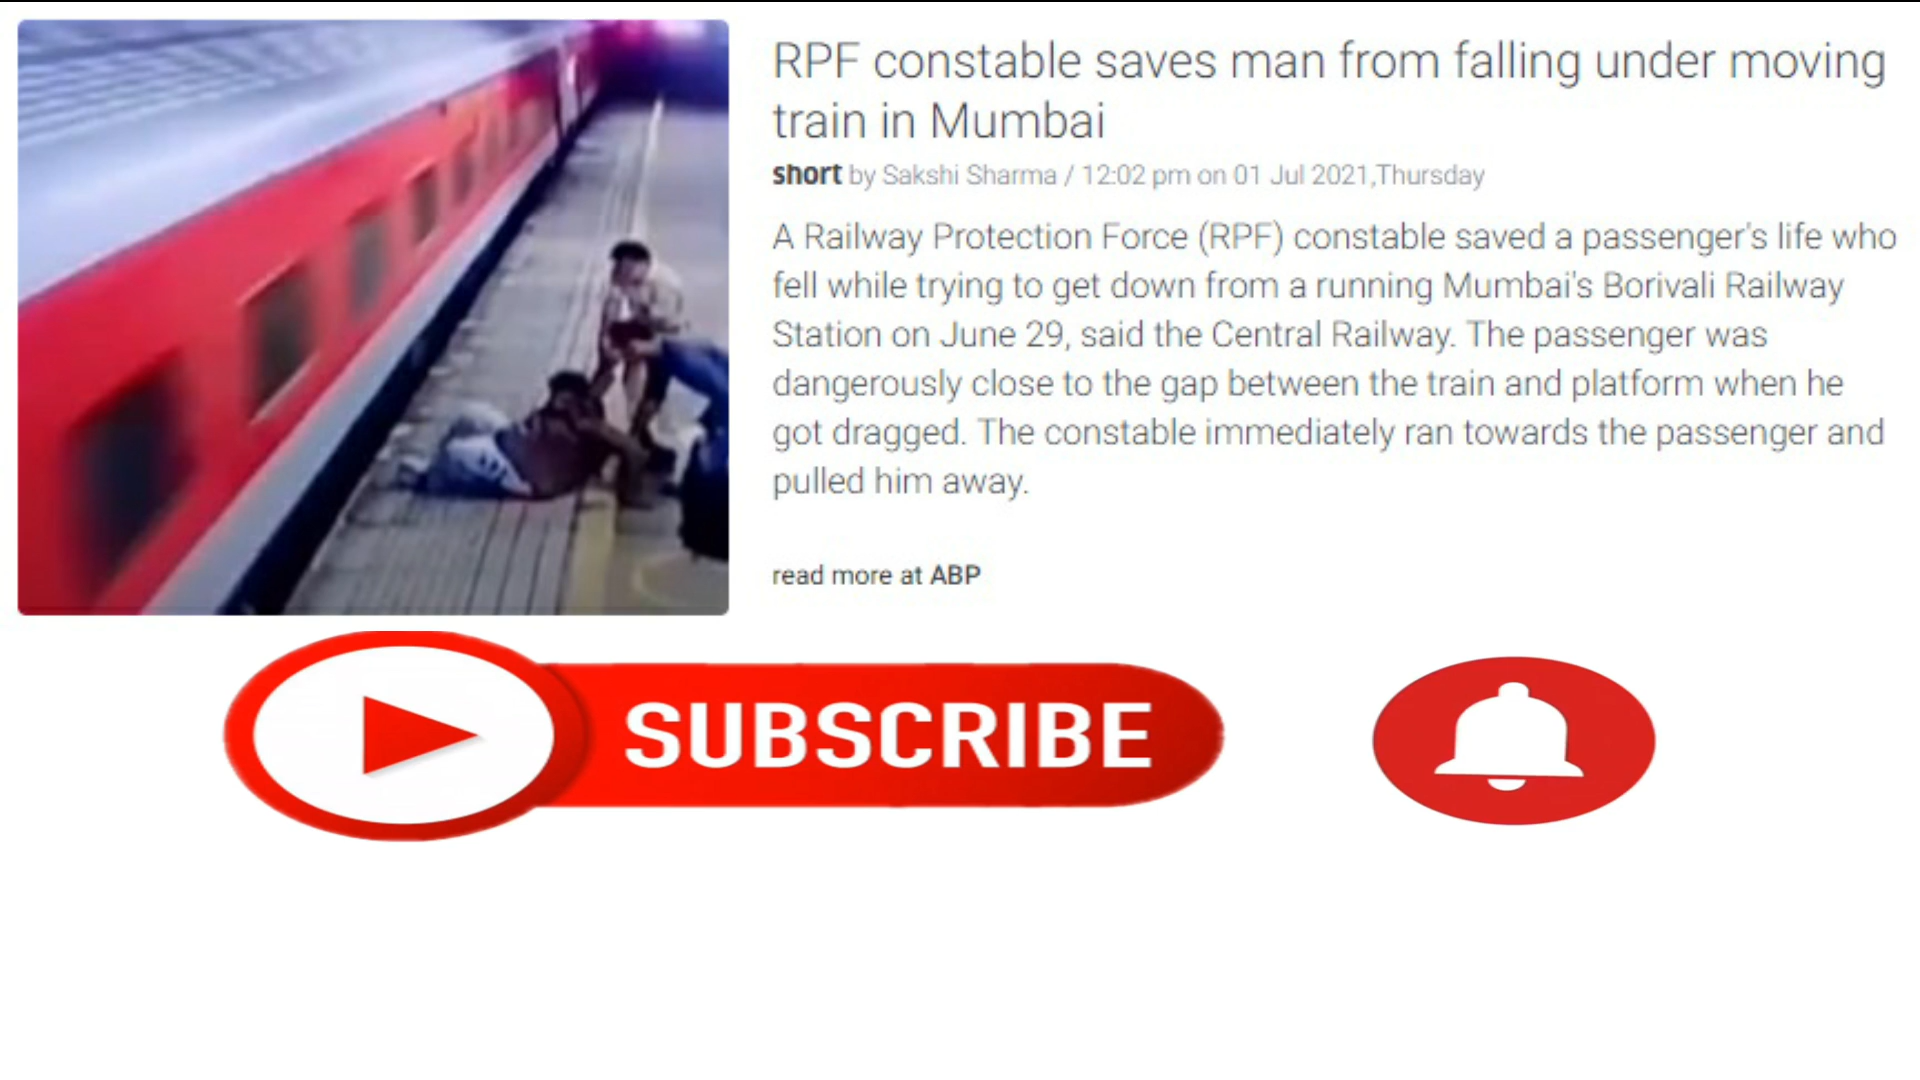 RPF constable saves man from falling under moving
train in Mumbai
short by Sakshi Sharma / 12:02 pm on 01 Jul 2021,Thursday
A Railway Protection Force (RPF) constable saved a passenger's life who
fell while trying to get down from a running Mumbai's Borivali Railway
Station on June 29, said the Central Railway. The passenger was
dangerously close to the gap between the train and platform when he
got dragged. The constable immediately ran towards the passenger and
pulled him away.
read more at ABP
SUBSCRIBE